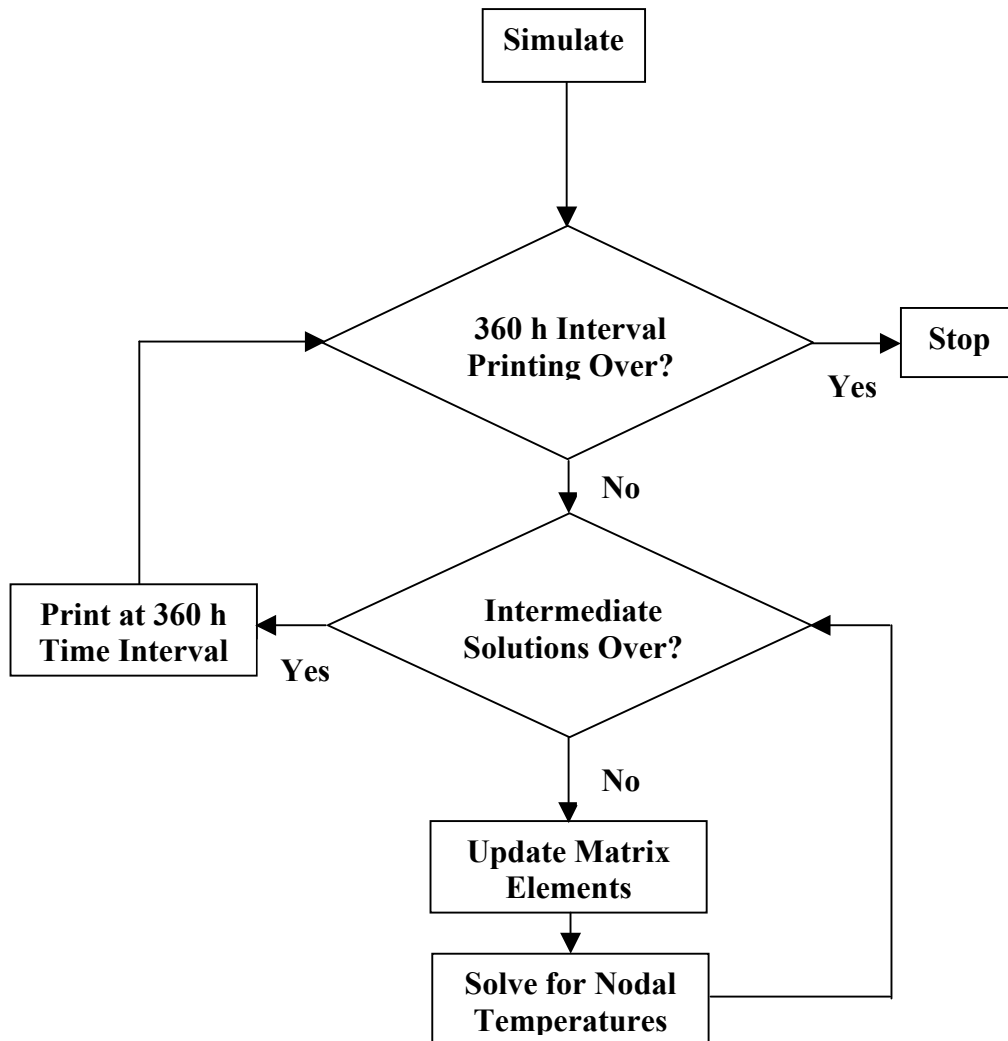 Simulate
360 h Interval
Printing Over?
Stop
Yes
No
Print at 360 h
Time Interval
Intermediate
Solutions Over?
Yes
No
Update Matrix
Elements
Solve for Nodal
Temperatures